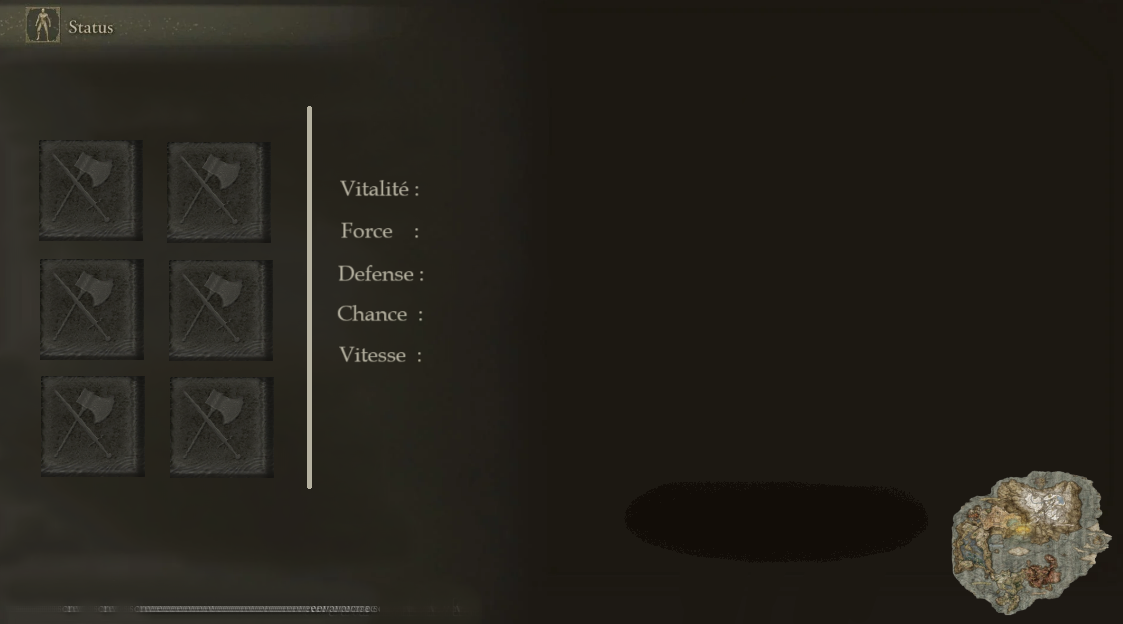 Status
Vitalité :
Force :
Defense :
Chance :
Vitesse :